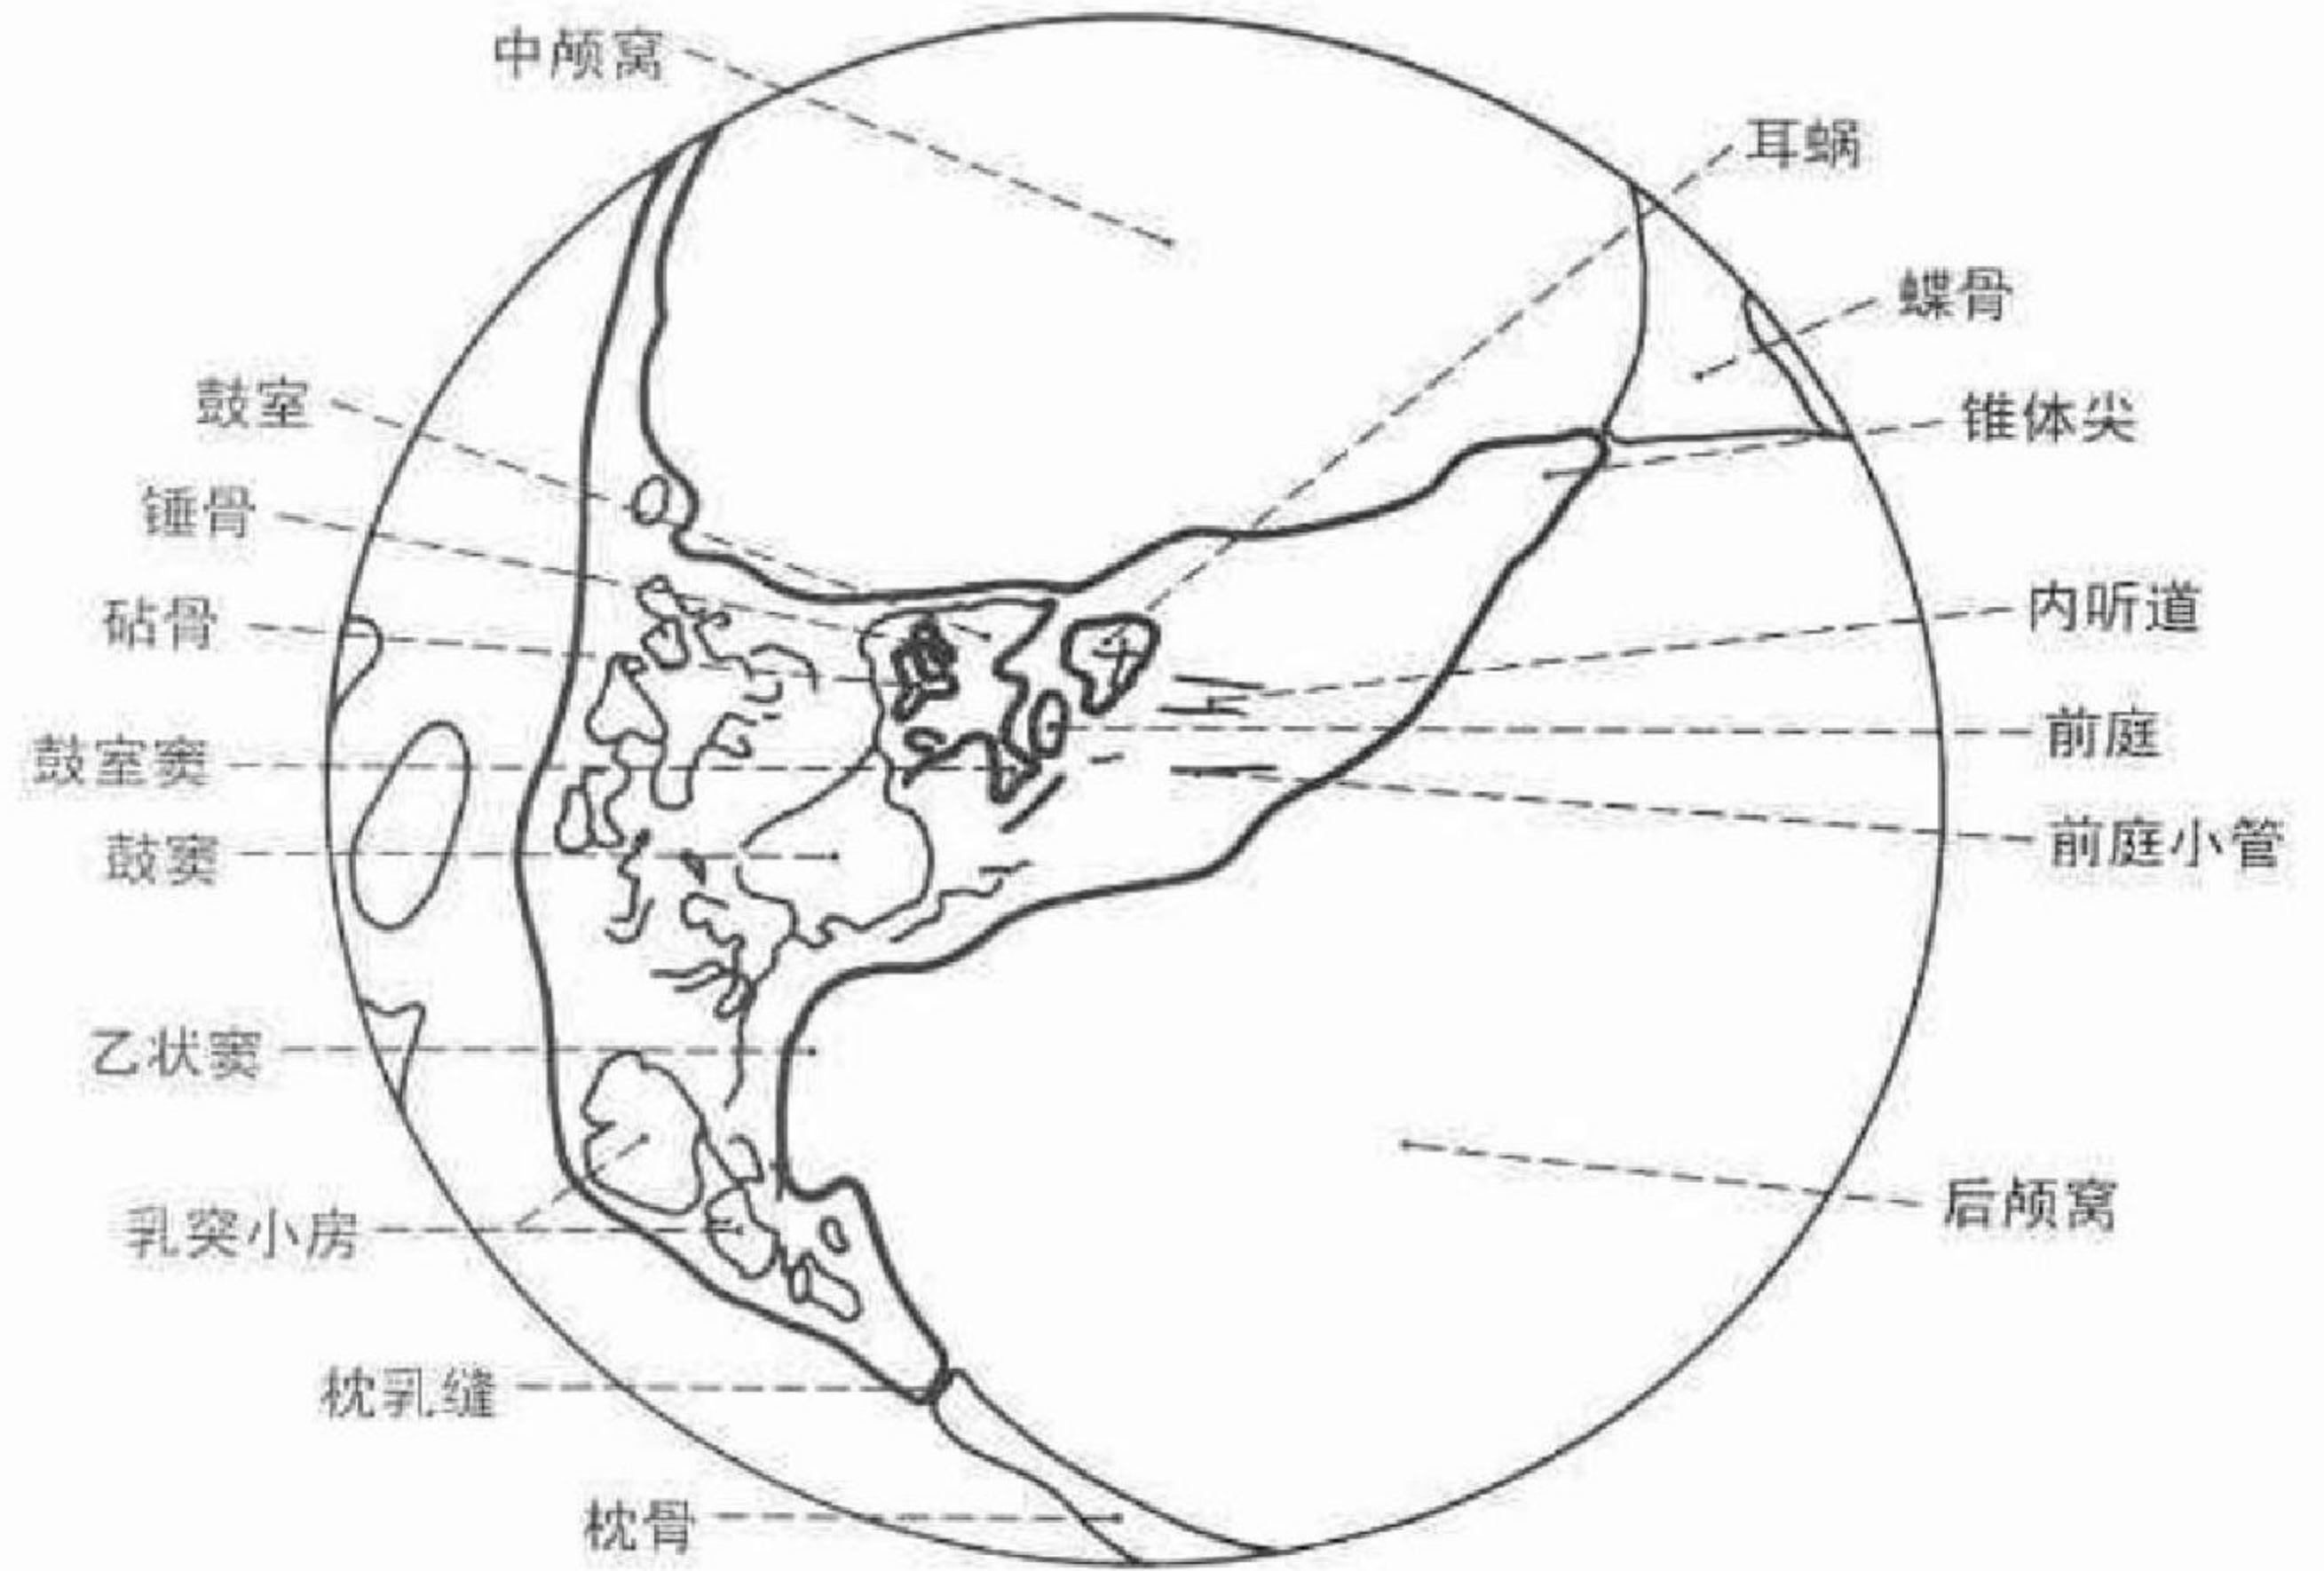 中颅窝
耳蜗
蝶骨
鼓室
锥体尖
锤骨
砧骨
内听道
鼓室窦
前庭
鼓窦
前庭小管
乙状窦
后颅窝
乳突小房
枕乳缝
枕骨